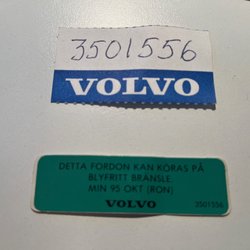 3501556
VOLVO
DETTA FORDON KAN KÖRAS PÅ
BLYFRITT BRÄNSLE
MIN 95 OKT (RON)
VOLVO 3501556